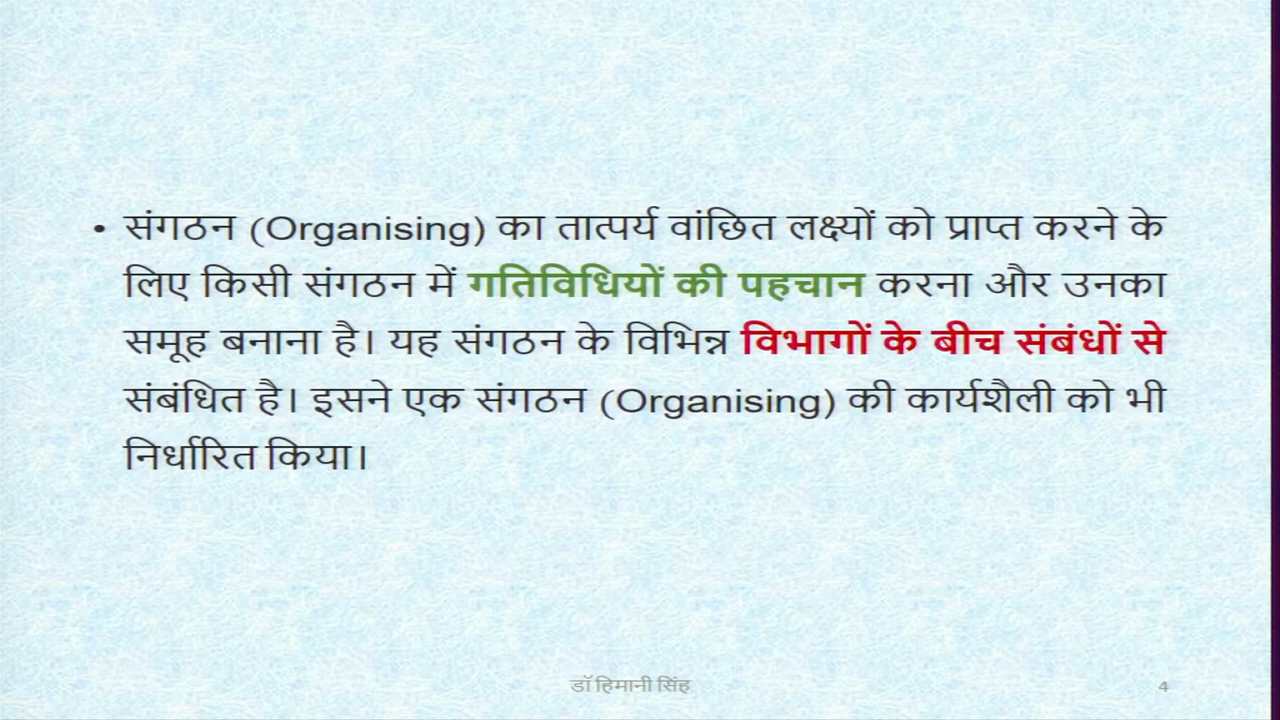 • संगठन (Organising) का तात्पर्य वांछित लक्ष्यों को प्राप्त करने के
लिए किसी संगठन में गतिविधियों की पहचान करना और उनका
समूह बनाना है। यह संगठन के विभिन्न विभागों के बीच संबंधों से
संबंधित है। इसने एक संगठन (Organising) की कार्यशैली को भी
निर्धारित किया।
डॉ हिमानी सिंह
4